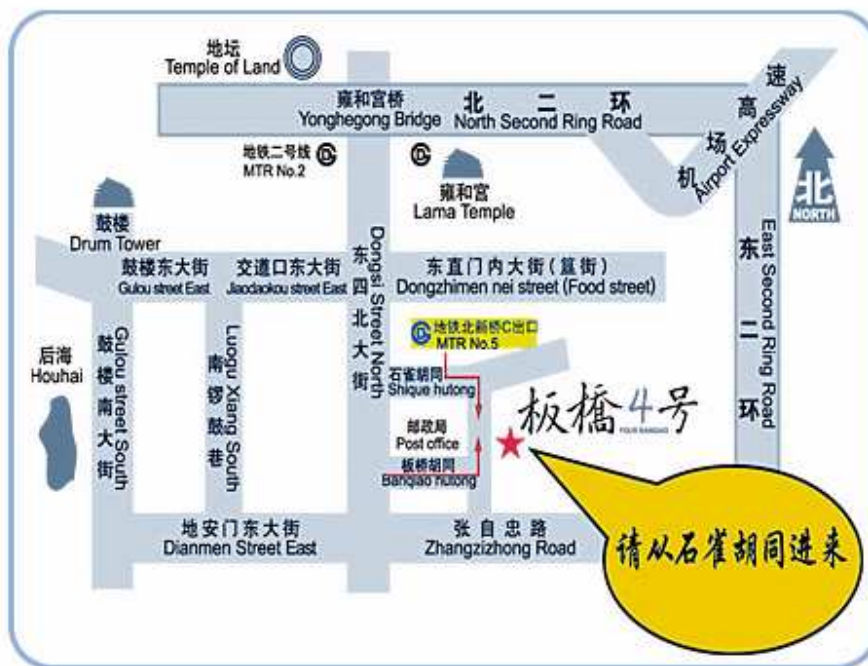 地坛
Temple of Land
雍和宫桥
Yonghegong Bridge
北二环
North Second Ring Road
机场高速
Airport Expressway
地铁二号线
MTR No.2
雍和宫
Lama Temple
北
NORTH
鼓楼
Drum Tower
鼓楼东大街
Gulou street East
交道口东大街
Jiaodaokou street East
东四北大街
Dongsi Street North
东直门内大街(簋街)
Dongzhimen nei street (Food street)
东二环
East Second Ring Road
地铁北新桥C出口
MTR No.5
后海
Houhai
鼓楼南大街
Gulou street South
南锣鼓巷
Luogu Xiang South
石雀胡同
Shique hutong
邮政局
Post office
板桥胡同
Banqiao hutong
板橋4号
FOUR BANQIAO
地安门东大街
Dianmen Street East
张自忠路
Zhangzizhong Road
请从石雀胡同进来